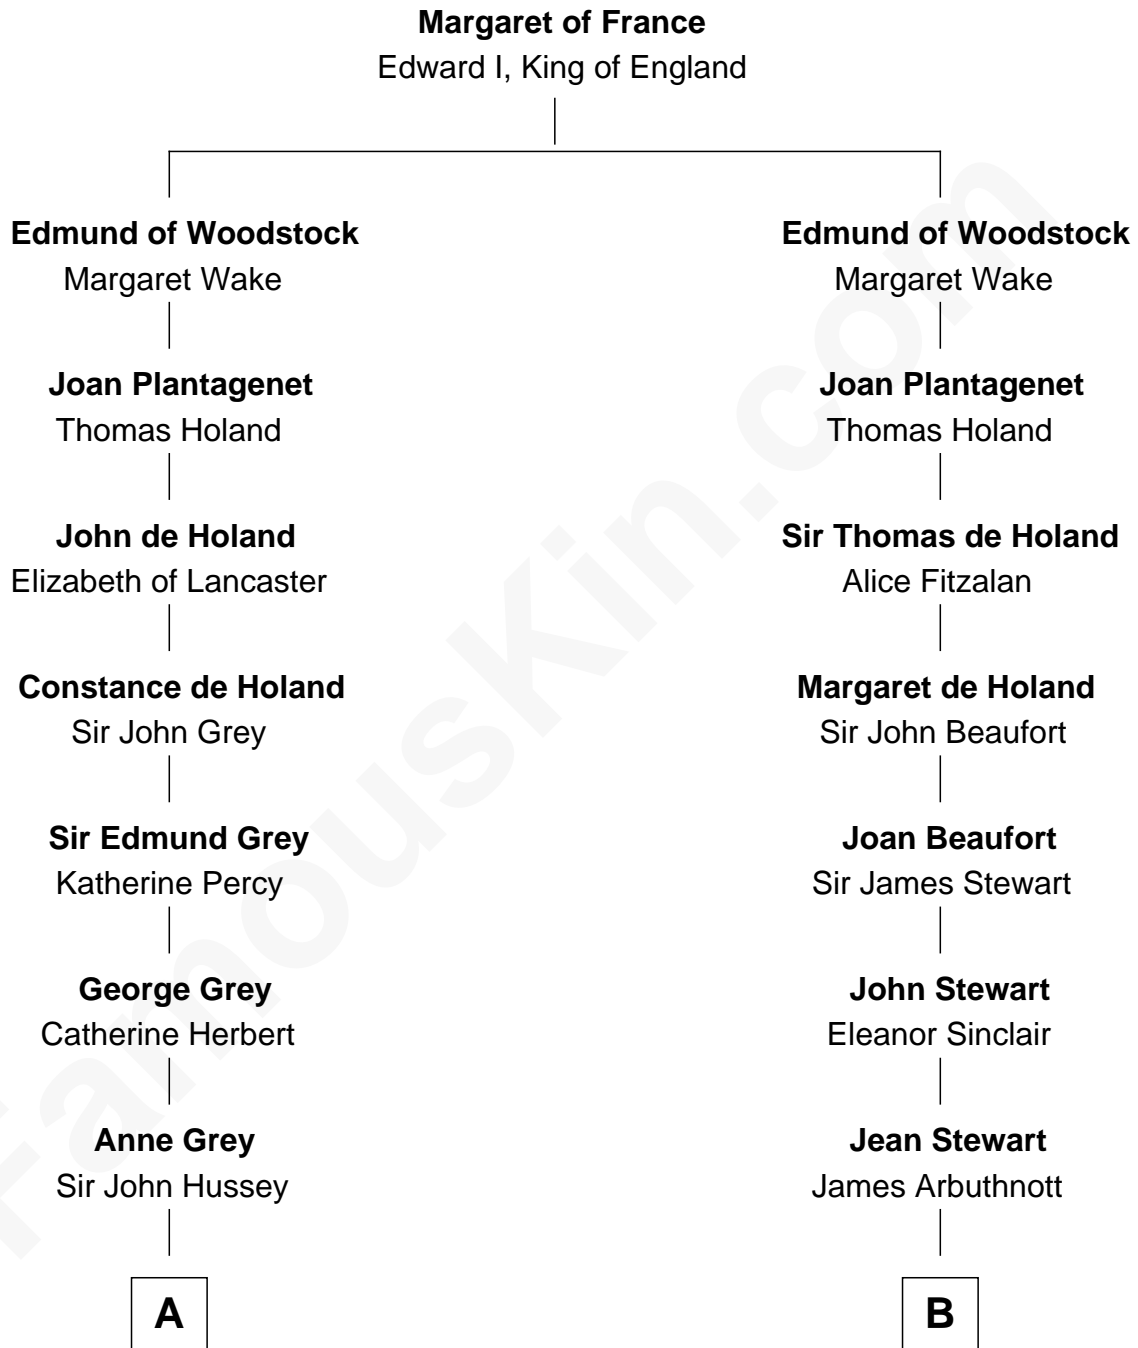 Margaret of France
Edward I, King of England
Edmund of Woodstock
Margaret Wake
Joan Plantagenet
Thomas Holand
John de Holand
Elizabeth of Lancaster
Constance de Holand
Sir John Grey
Sir Edmund Grey
Katherine Percy
George Grey
Catherine Herbert
Anne Grey
Sir John Hussey
A
Edmund of Woodstock
Margaret Wake
Joan Plantagenet
Thomas Holand
Sir Thomas de Holand
Alice Fitzalan
Margaret de Holand
Sir John Beaufort
Joan Beaufort
Sir James Stewart
John Stewart
Eleanor Sinclair
Jean Stewart
James Arbuthnott
B
FamousKin.com